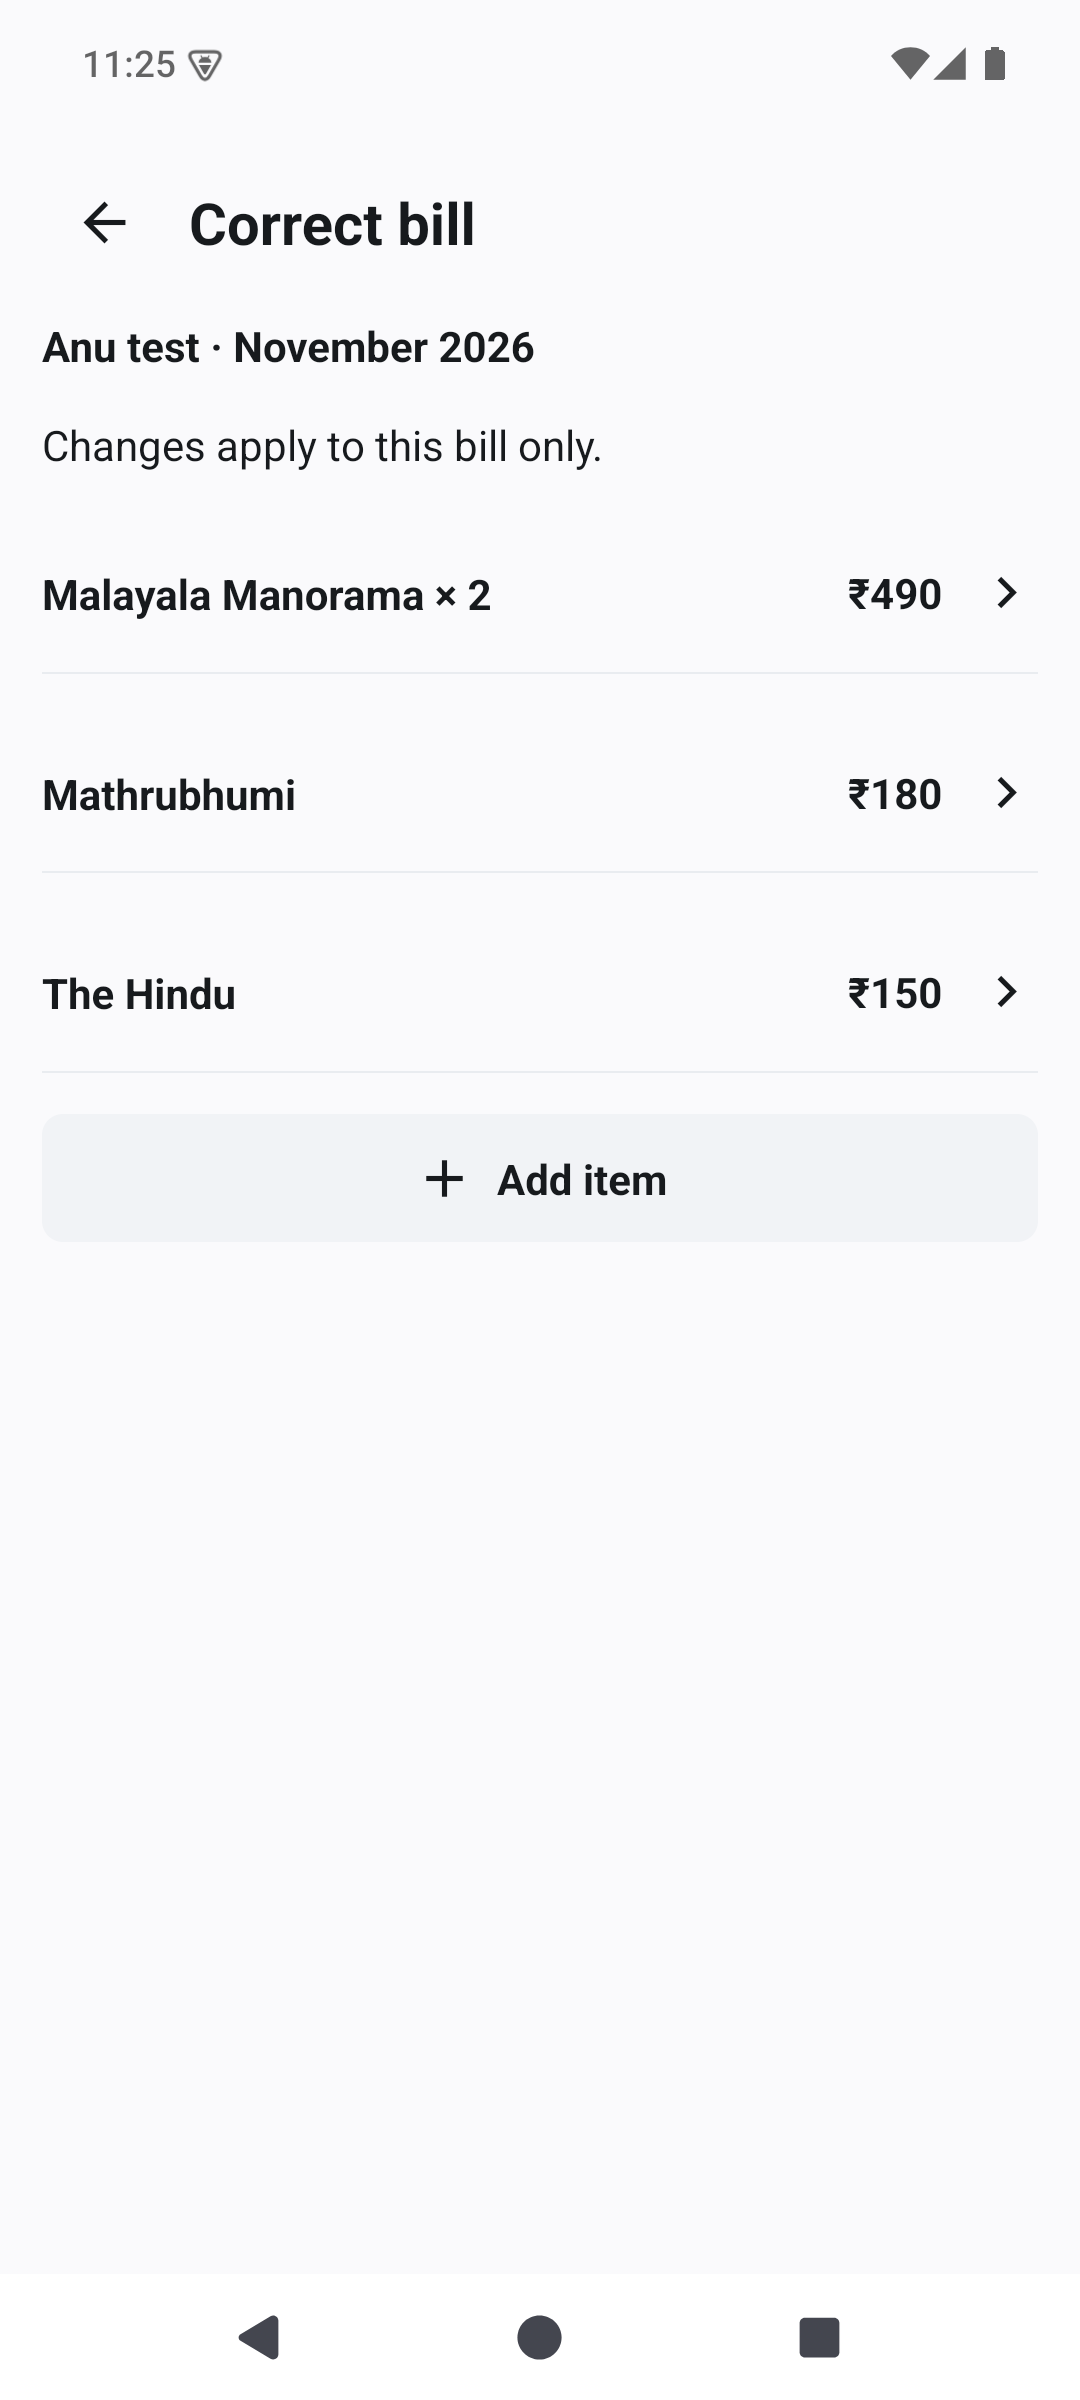 11:25
Correct bill
Anu test · November 2026
Changes apply to this bill only.
Malayala Manorama × 2 ₹490
Mathrubhumi ₹180
The Hindu ₹150
Add item